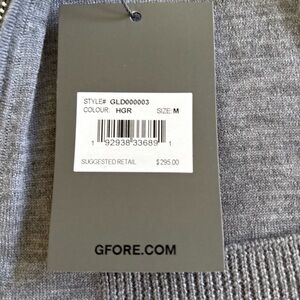 STYLE# GLD000003
COLOUR: HGR SIZE: M
1 92938 33689 1
SUGGESTED RETAIL $295.00
GFORE.COM